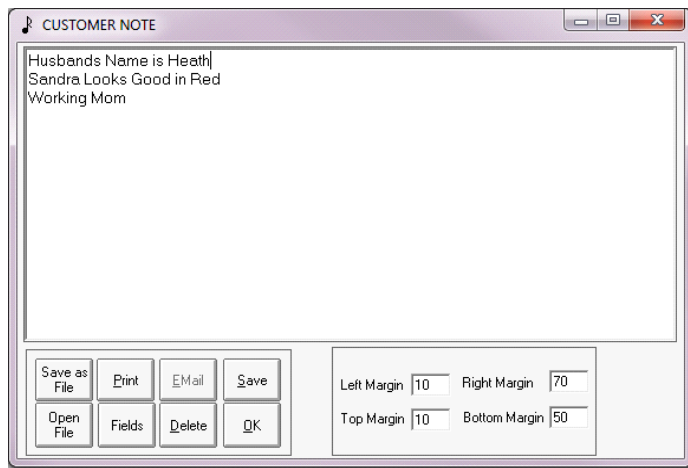 CUSTOMER NOTE
Husbands Name is Heath
Sandra Looks Good in Red
Working Mom
Save as File
Print
EMail
Save
Open File
Fields
Delete
OK
Left Margin 10
Right Margin 70
Top Margin 10
Bottom Margin 50